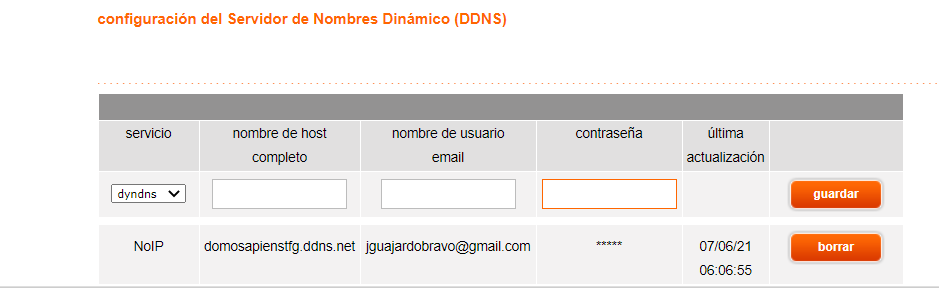 configuración del Servidor de Nombres Dinámico (DDNS)
servicio nombre de host completo nombre de usuario email contraseña última actualización
dyndns guardar
NoIP domosapienstfg.ddns.net jguajardobravo@gmail.com ***** 07/06/21 06:06:55 borrar